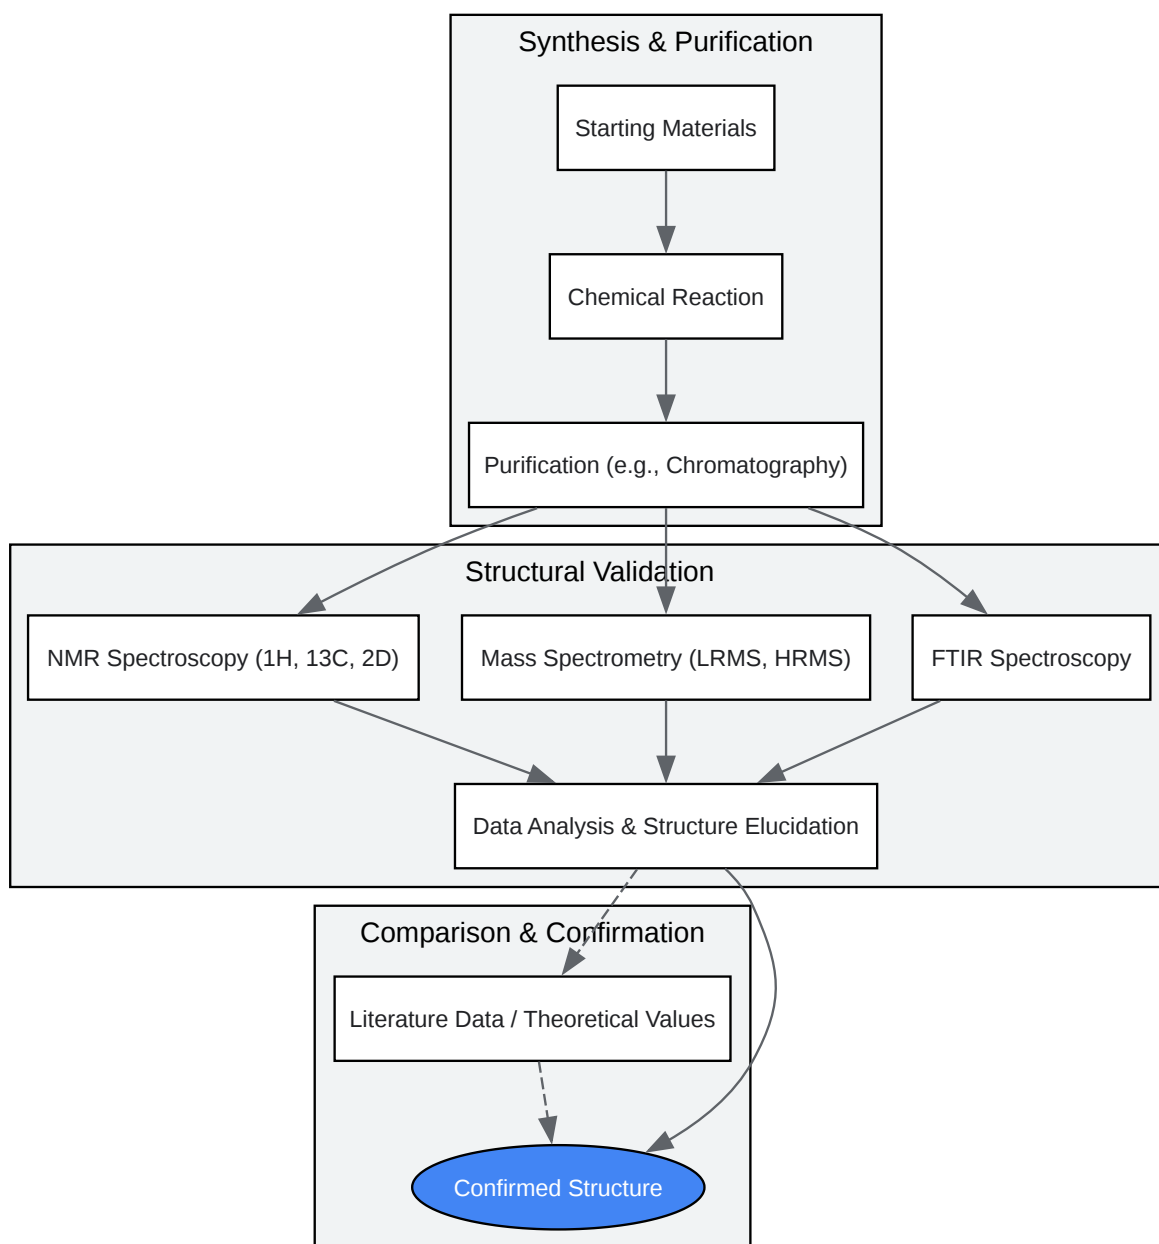 Synthesis & Purification
Starting Materials
Chemical Reaction
Purification (e.g., Chromatography)
Structural Validation
NMR Spectroscopy (1H, 13C, 2D)
Mass Spectrometry (LRMS, HRMS)
FTIR Spectroscopy
Data Analysis & Structure Elucidation
Comparison & Confirmation
Literature Data / Theoretical Values
Confirmed Structure